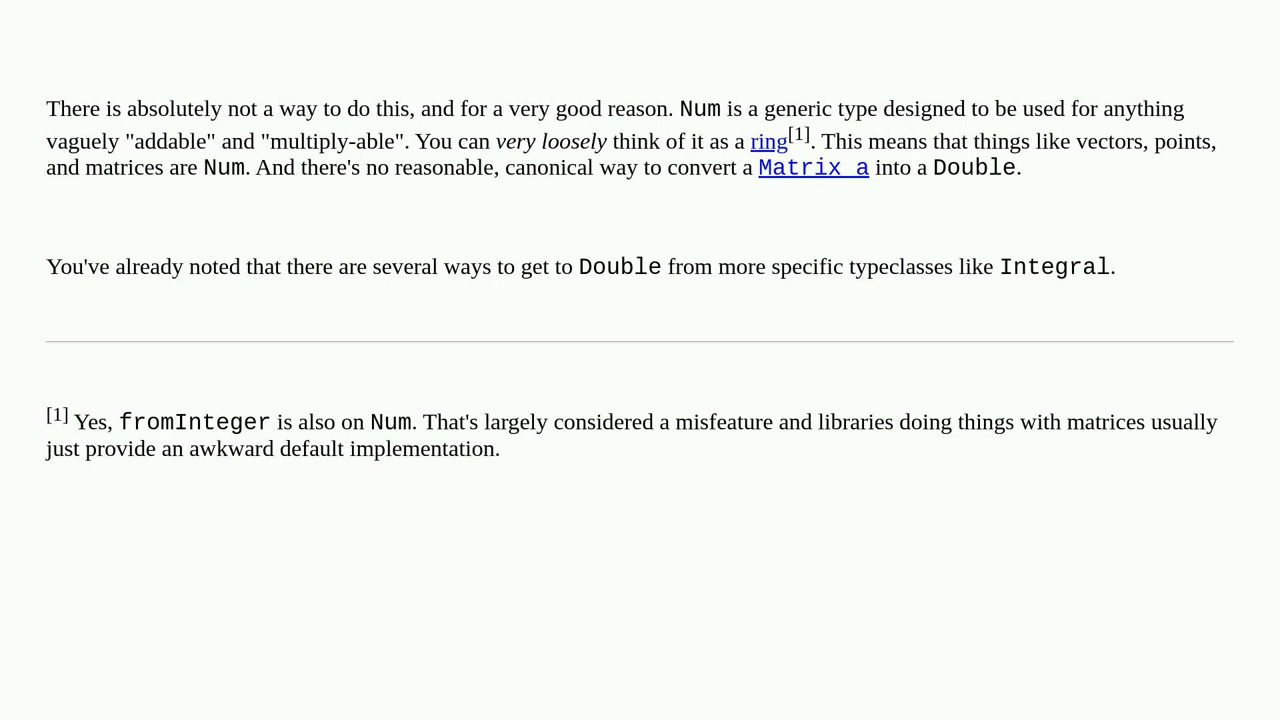 There is absolutely not a way to do this, and for a very good reason. Num is a generic type designed to be used for anything
vaguely "addable" and "multiply-able". You can very loosely think of it as a ring[1]. This means that things like vectors, points,
and matrices are Num. And there's no reasonable, canonical way to convert a Matrix a into a Double.
You've already noted that there are several ways to get to Double from more specific typeclasses like Integral.
[1] Yes, fromInteger is also on Num. That's largely considered a misfeature and libraries doing things with matrices usually
just provide an awkward default implementation.